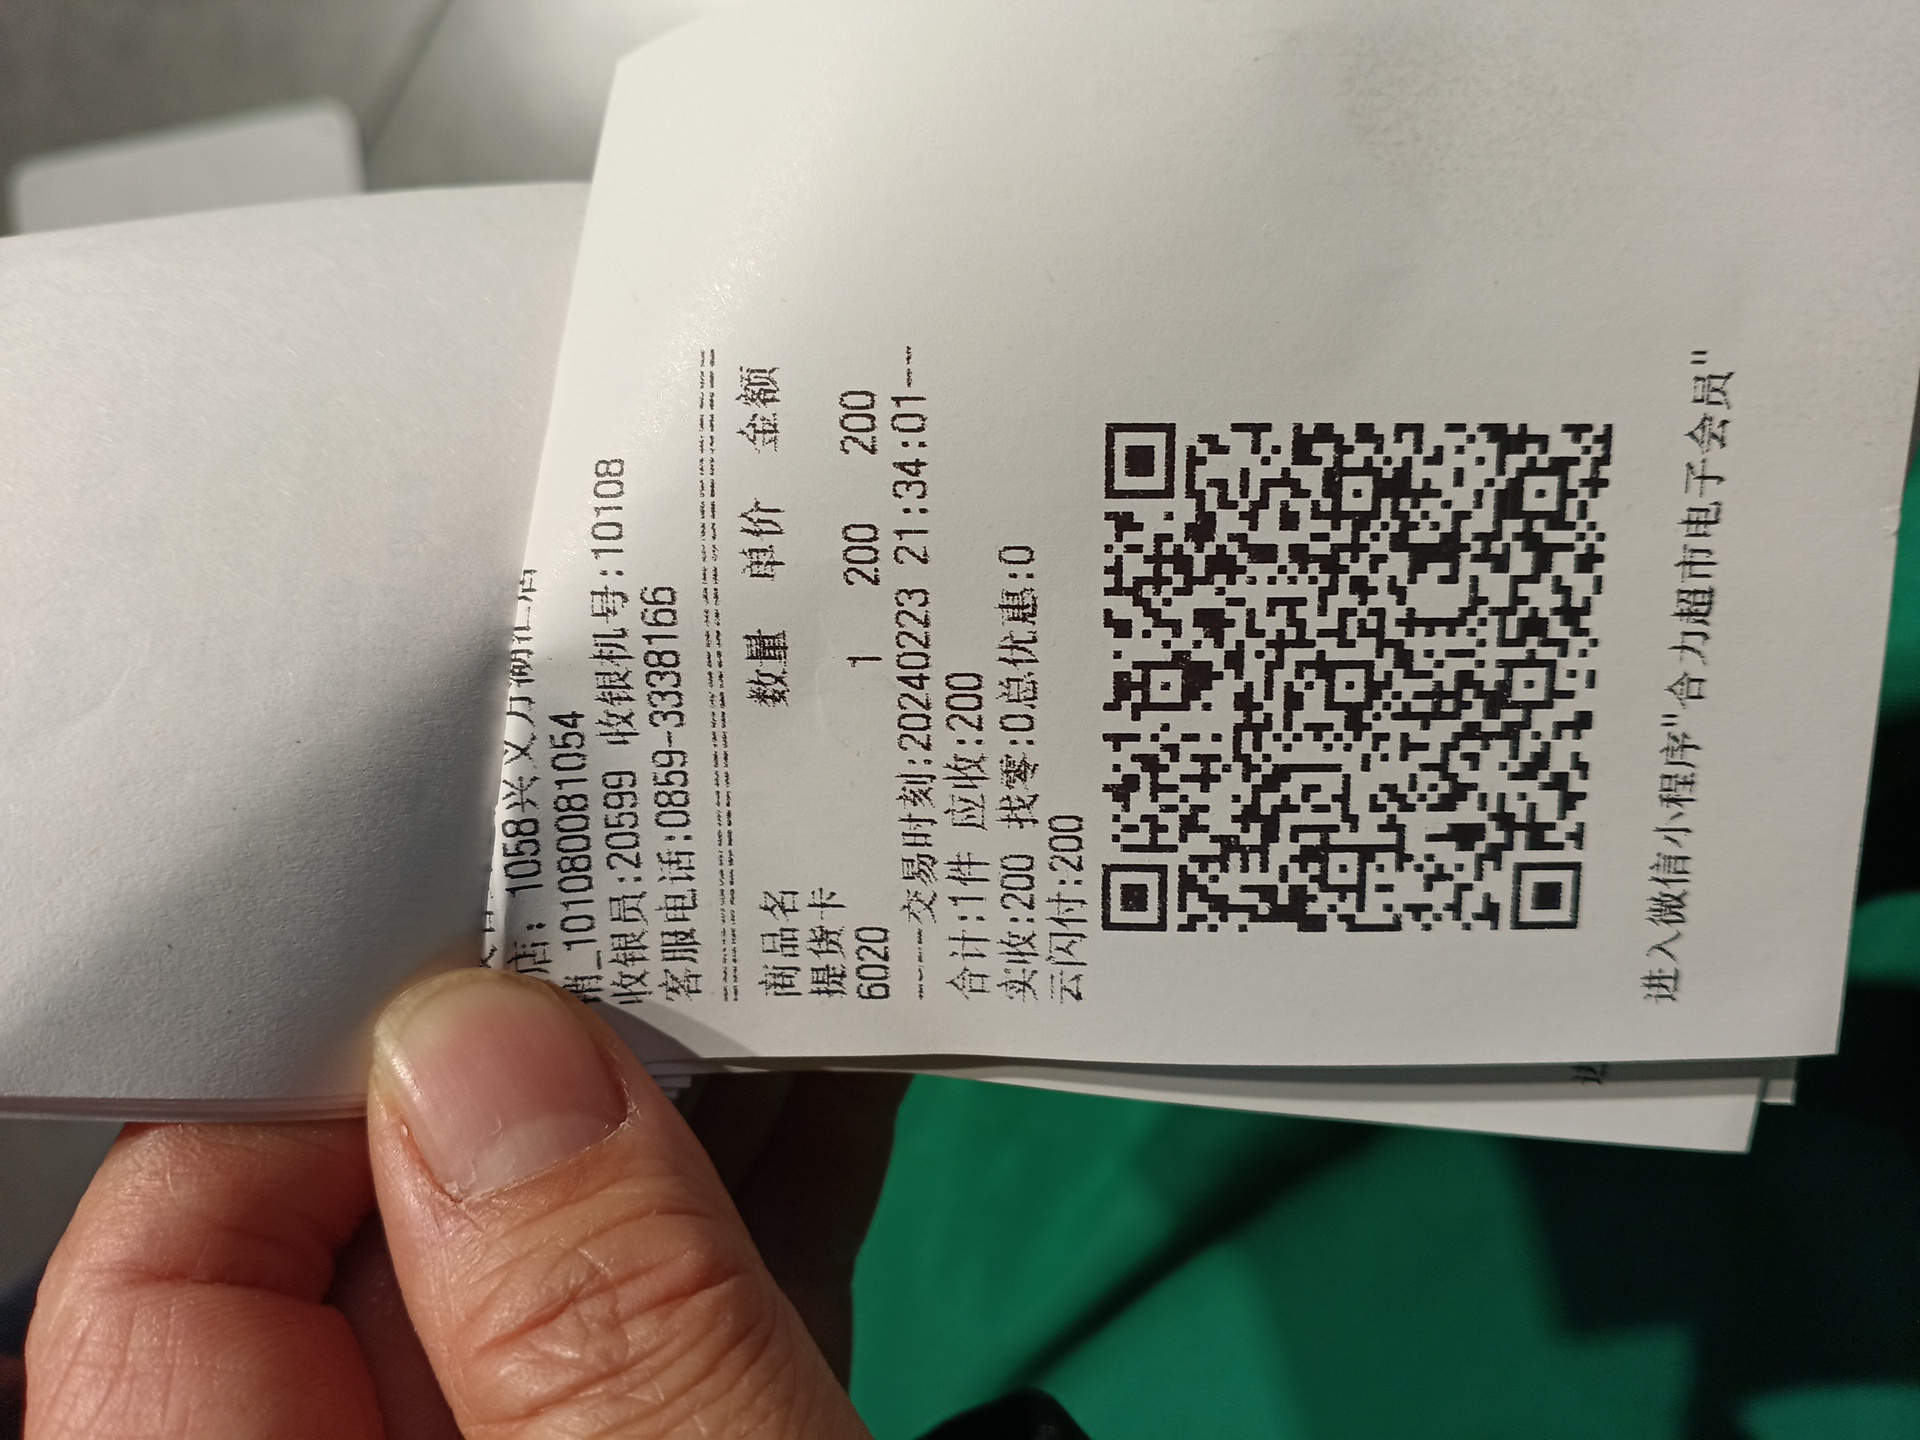 店: 1058兴义万
销_10108008081054
收银员:20599 收银机号:10108
客服电话:0859-3338166
商品名 数量 单价 金额
提货卡
6020 1 200 200
----交易时刻:20240223 21:34:01---
合计:1件 应收:200
实收:200 找零:0总优惠:0
云闪付:200
进入微信小程序"合力超市电子会员"